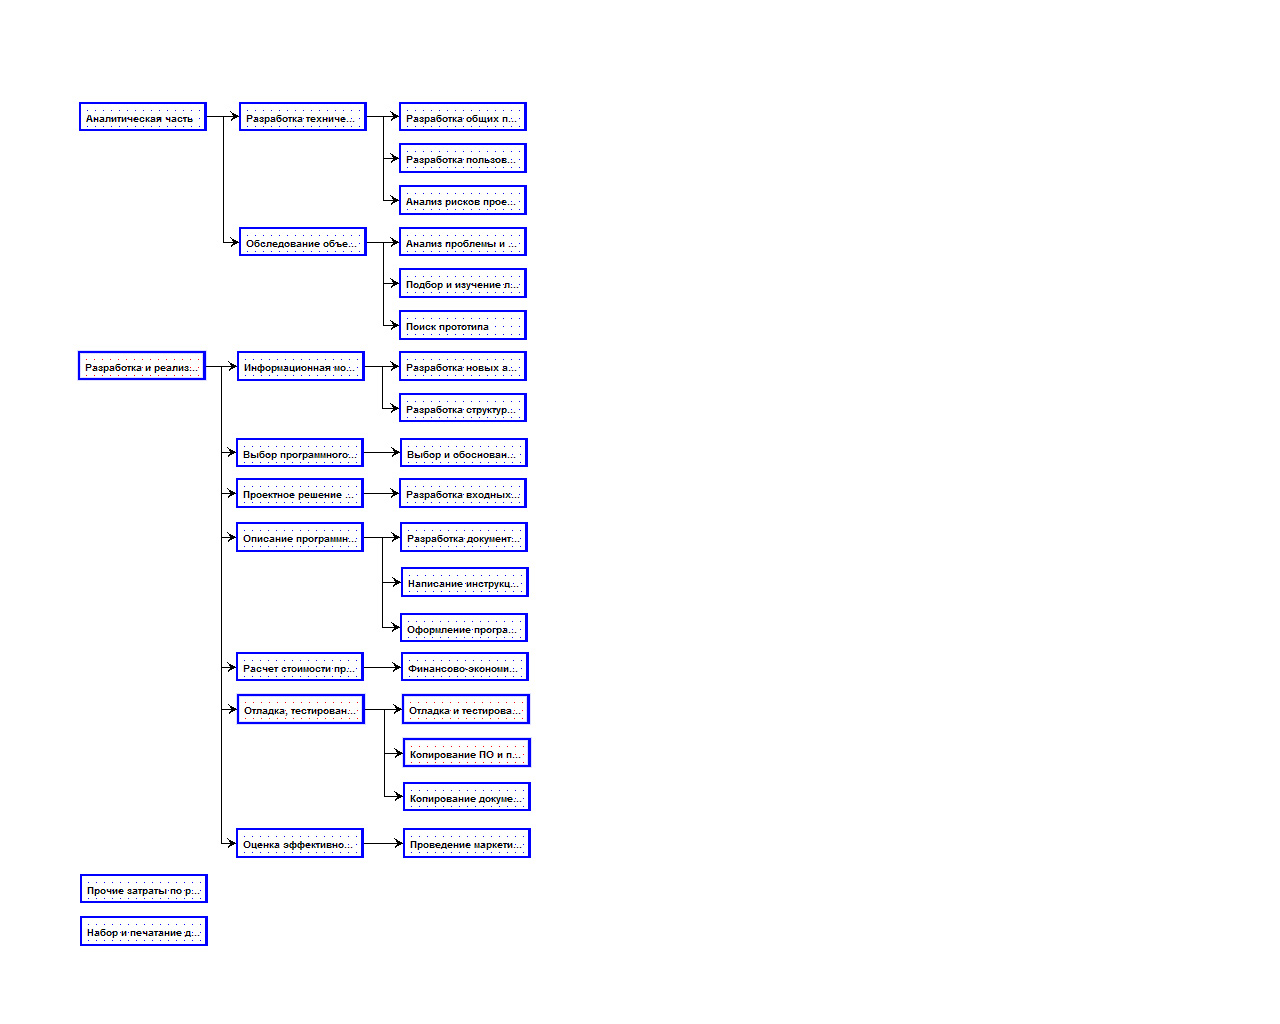 Аналитическая часть
Разработка техниче...
Разработка общих п...
Разработка пользов...
Анализ рисков прое...
Обследование объе...
Анализ проблемы и ...
Подбор и изучение л...
Поиск прототипа
Разработка и реализ...
Информационная мо...
Разработка новых а...
Разработка структур...
Выбор программного...
Выбор и обоснован...
Проектное решение ...
Разработка входных...
Описание программн...
Разработка документ...
Написание инструкц...
Оформление програ...
Расчет стоимости пр...
Финансово-экономи...
Отладка, тестирован...
Отладка и тестирова...
Копирование ПО и п...
Копирование докуме...
Оценка эффективно...
Проведение маркети...
Прочие затраты по р...
Набор и печатание д...